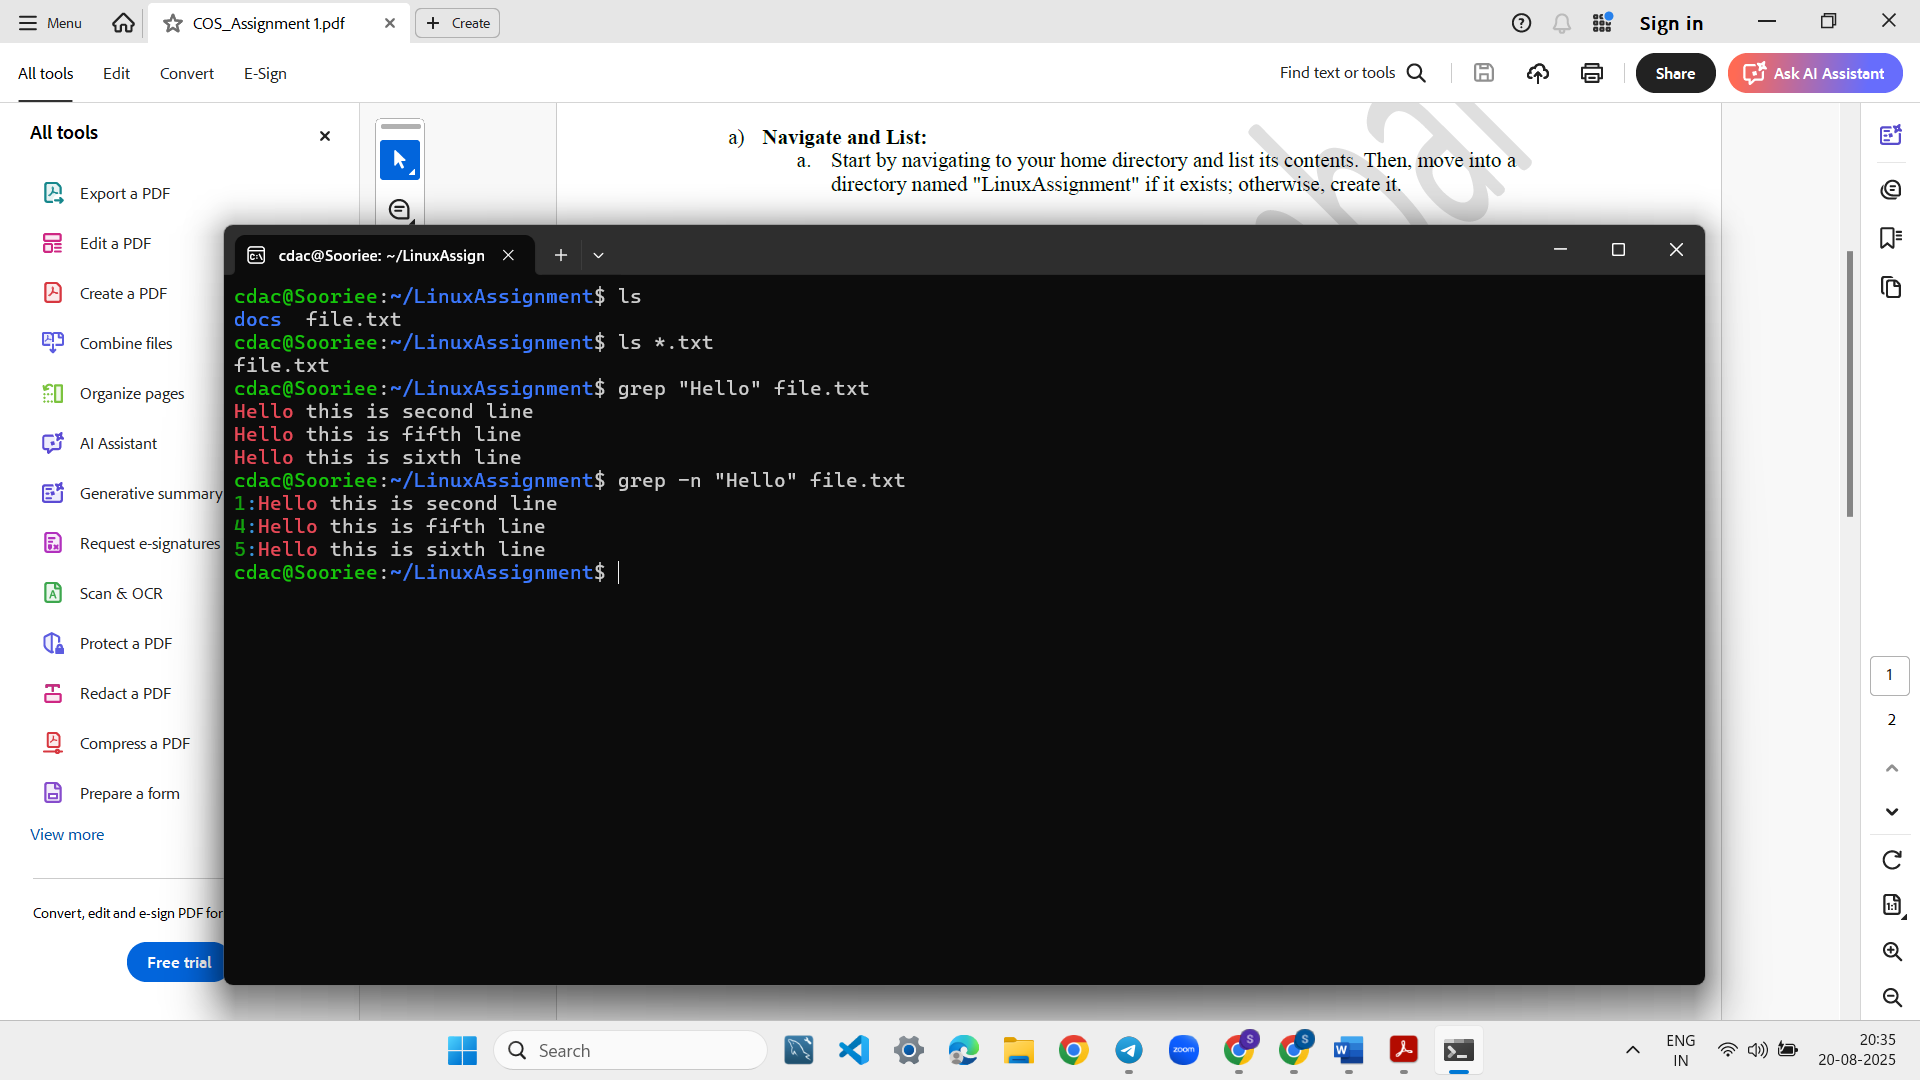 Menu
COS_Assignment 1.pdf
Create
Sign in
All tools
Edit
Convert
E-Sign
Find text or tools
Share
Ask AI Assistant
All tools
Export a PDF
Edit a PDF
Create a PDF
Combine files
Organize pages
AI Assistant
Generative summary
Request e-signatures
Scan & OCR
Protect a PDF
Redact a PDF
Compress a PDF
Prepare a form
View more
Convert, edit and e-sign PDF for
Free trial
a) Navigate and List:
a. Start by navigating to your home directory and list its contents. Then, move into a
directory named "LinuxAssignment" if it exists; otherwise, create it.
cdac@Sooriee: ~/LinuxAssign
cdac@Sooriee:~/LinuxAssignment$ ls
docs file.txt
cdac@Sooriee:~/LinuxAssignment$ ls *.txt
file.txt
cdac@Sooriee:~/LinuxAssignment$ grep "Hello" file.txt
Hello this is second line
Hello this is fifth line
Hello this is sixth line
cdac@Sooriee:~/LinuxAssignment$ grep -n "Hello" file.txt
1:Hello this is second line
4:Hello this is fifth line
5:Hello this is sixth line
cdac@Sooriee:~/LinuxAssignment$
1
2
Search
zoom
ENG
IN
20:35
20-08-2025